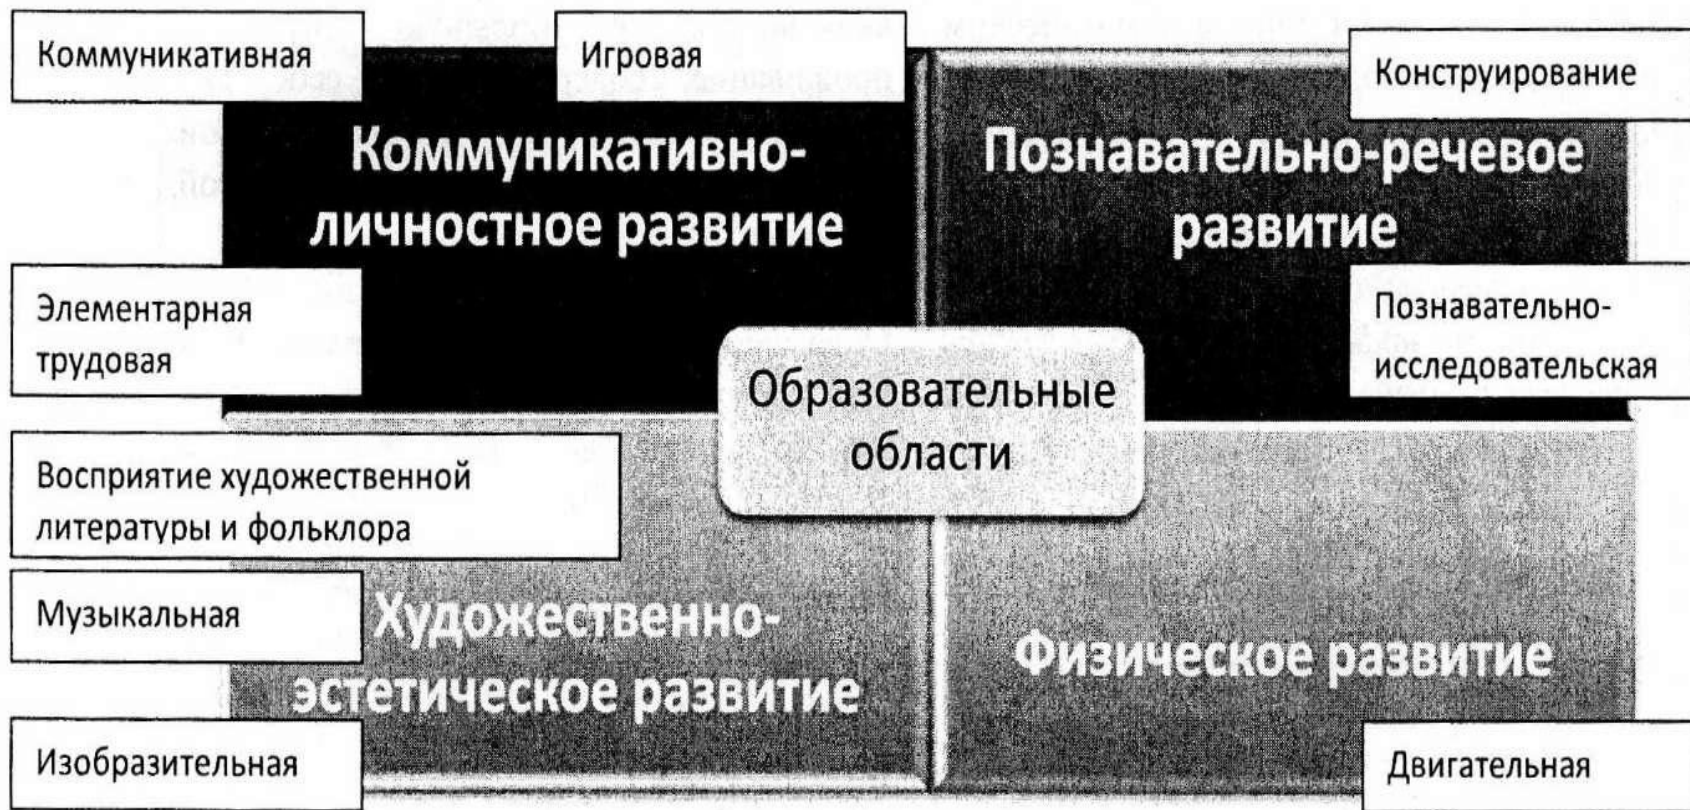 Коммуникативная
Игровая
Конструирование
Коммуникативно-
личностное развитие
Познавательно-речевое
развитие
Элементарная
трудовая
Познавательно-
исследовательская
Образовательные
области
Восприятие художественной
литературы и фольклора
Музыкальная
Художественно-
эстетическое развитие
Физическое развитие
Изобразительная
Двигательная